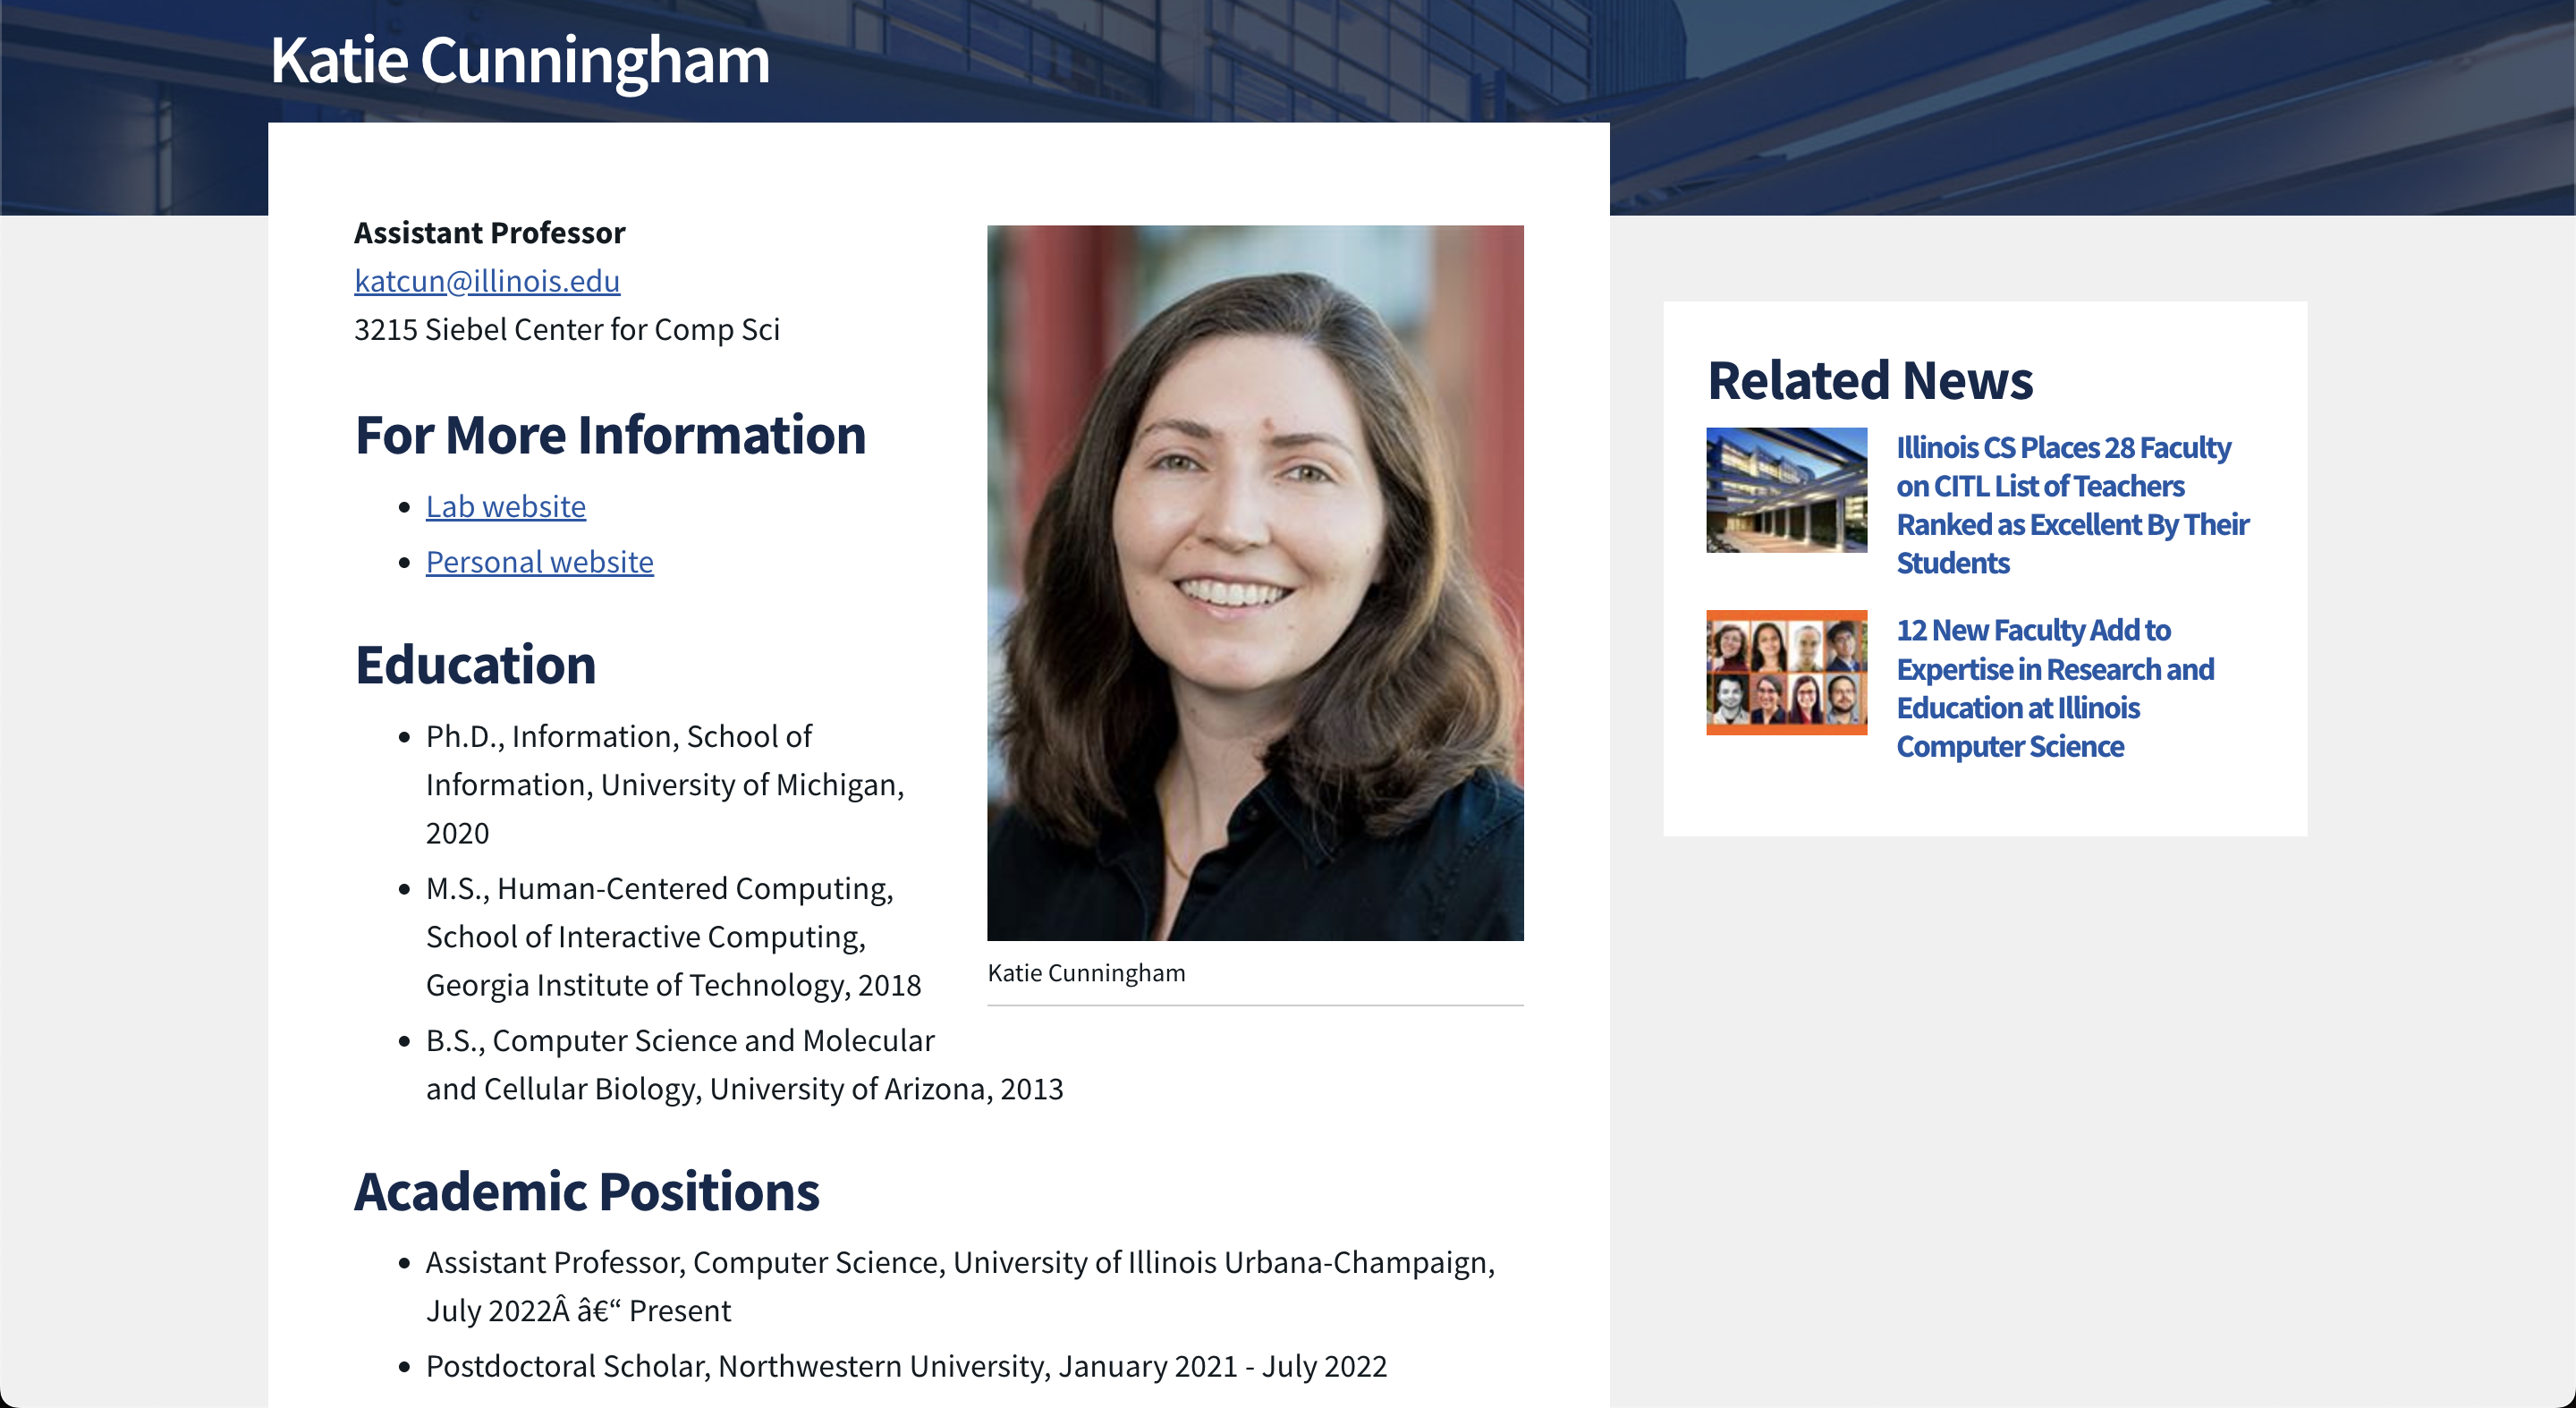 Katie Cunningham
Assistant Professor
katcun@illinois.edu
3215 Siebel Center for Comp Sci
For More Information
Lab website
Personal website
Education
Ph.D., Information, School of
Information, University of Michigan,
2020
M.S., Human-Centered Computing,
School of Interactive Computing,
Georgia Institute of Technology, 2018
B.S., Computer Science and Molecular
and Cellular Biology, University of Arizona, 2013
Katie Cunningham
Academic Positions
Assistant Professor, Computer Science, University of Illinois Urbana-Champaign,
July 2022Â â€“ Present
Postdoctoral Scholar, Northwestern University, January 2021 - July 2022
Related News
Illinois CS Places 28 Faculty
on CITL List of Teachers
Ranked as Excellent By Their
Students
12 New Faculty Add to
Expertise in Research and
Education at Illinois
Computer Science